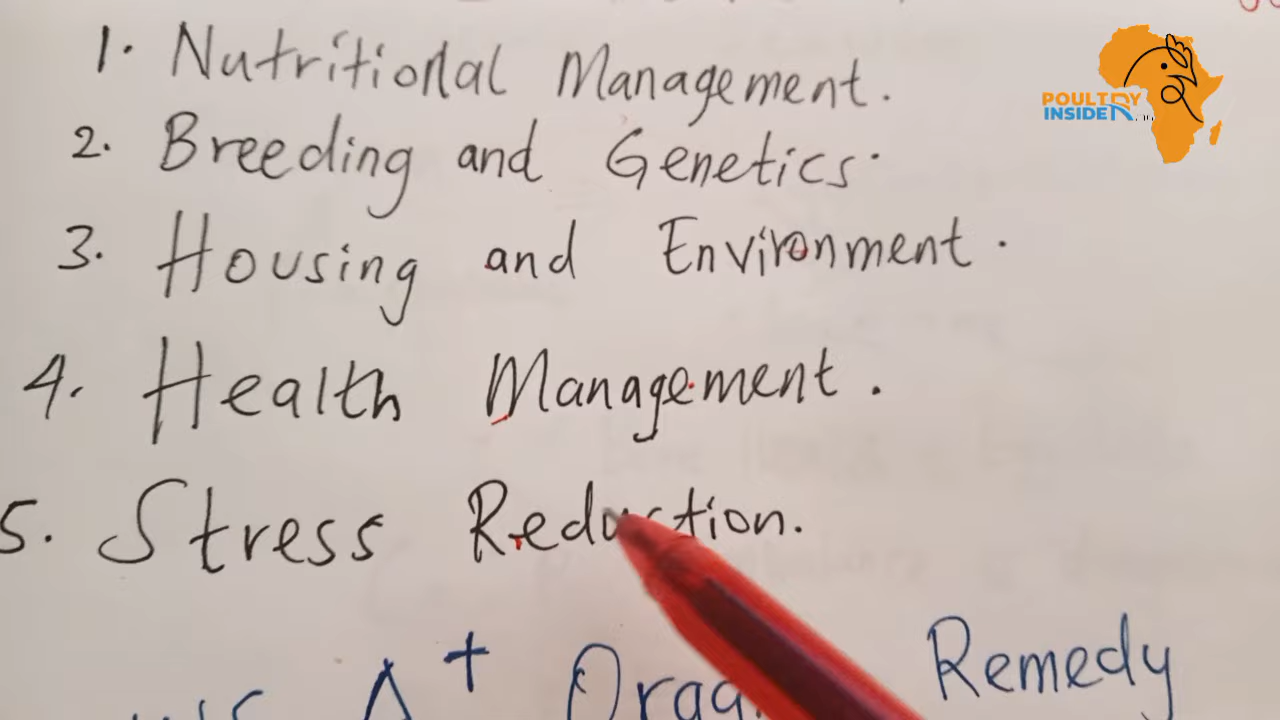 1. Nutritional Management.
2. Breeding and Genetics.
3. Housing and Environment.
4. Health Management.
5. Stress Reduction.
A+ Remedy
POULTRY
INSIDER...